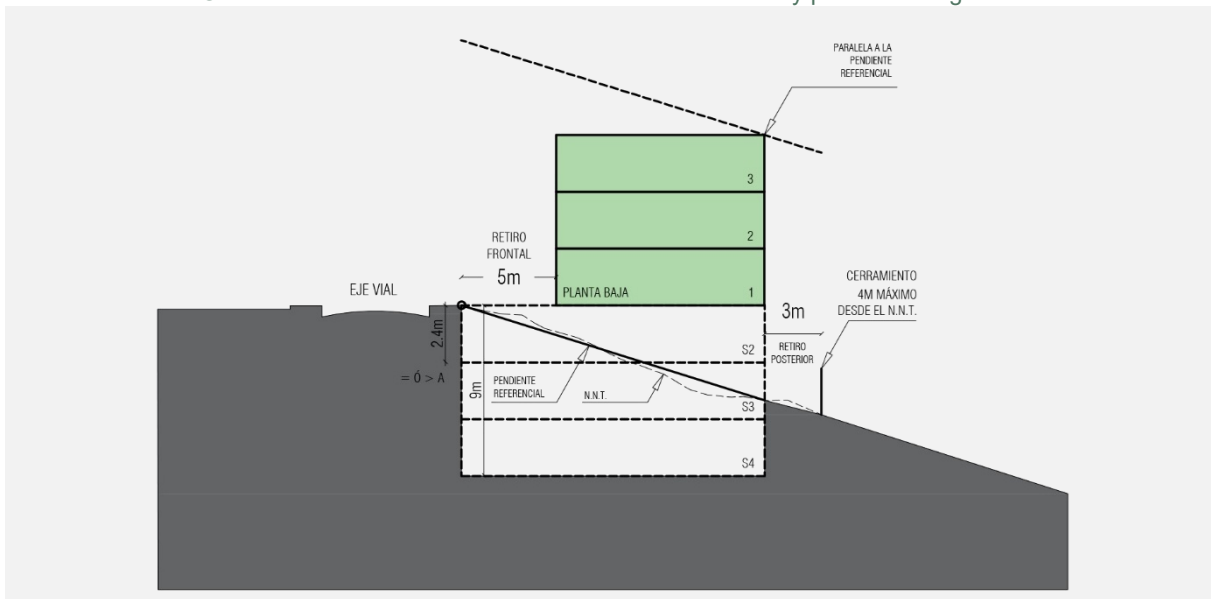 PARALELA A LA
PENDIENTE
REFERENCIAL
3
2
RETIRO
FRONTAL
5m
PLANTA BAJA
1
EJE VIAL
CERRAMIENTO
4M MÁXIMO
DESDE EL N.N.T.
3m
RETIRO
POSTERIOR
2.4m
= Ó > A
9m
PENDIENTE
REFERENCIAL
N.N.T.
S2
S3
S4